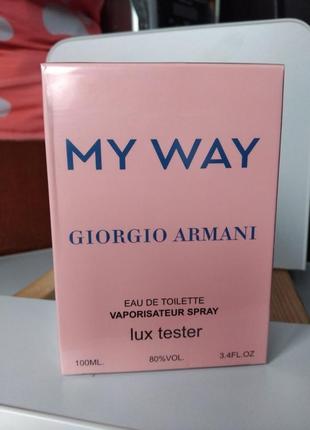 MY WAY
GIORGIO ARMANI
EAU DE TOILETTE
VAPORISATEUR SPRAY
lux tester
100ML. 80%VOL. 3.4FL.OZ